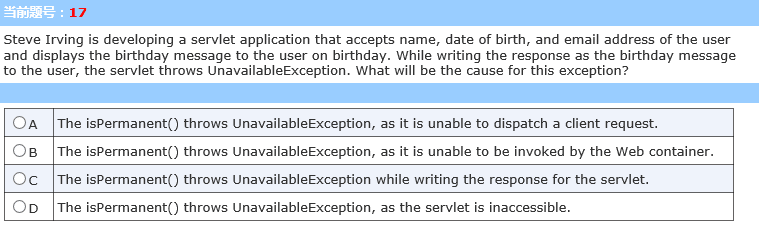 当前题号：17
Steve Irving is developing a servlet application that accepts name, date of birth, and email address of the user
and displays the birthday message to the user on birthday. While writing the response as the birthday message
to the user, the servlet throws UnavailableException. What will be the cause for this exception?
A The isPermanent() throws UnavailableException, as it is unable to dispatch a client request.
B The isPermanent() throws UnavailableException, as it is unable to be invoked by the Web container.
C The isPermanent() throws UnavailableException while writing the response for the servlet.
D The isPermanent() throws UnavailableException, as the servlet is inaccessible.